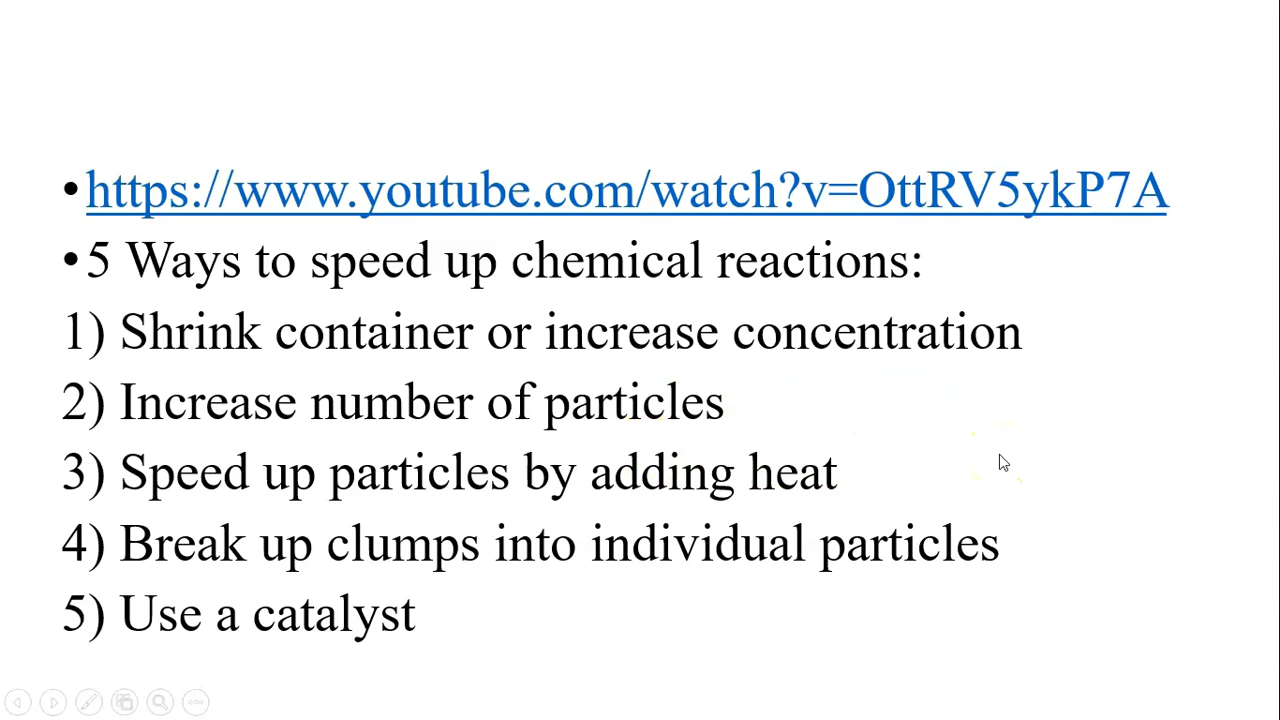 •https://www.youtube.com/watch?v=OttRV5ykP7A
•5 Ways to speed up chemical reactions:
1) Shrink container or increase concentration
2) Increase number of particles
3) Speed up particles by adding heat
4) Break up clumps into individual particles
5) Use a catalyst